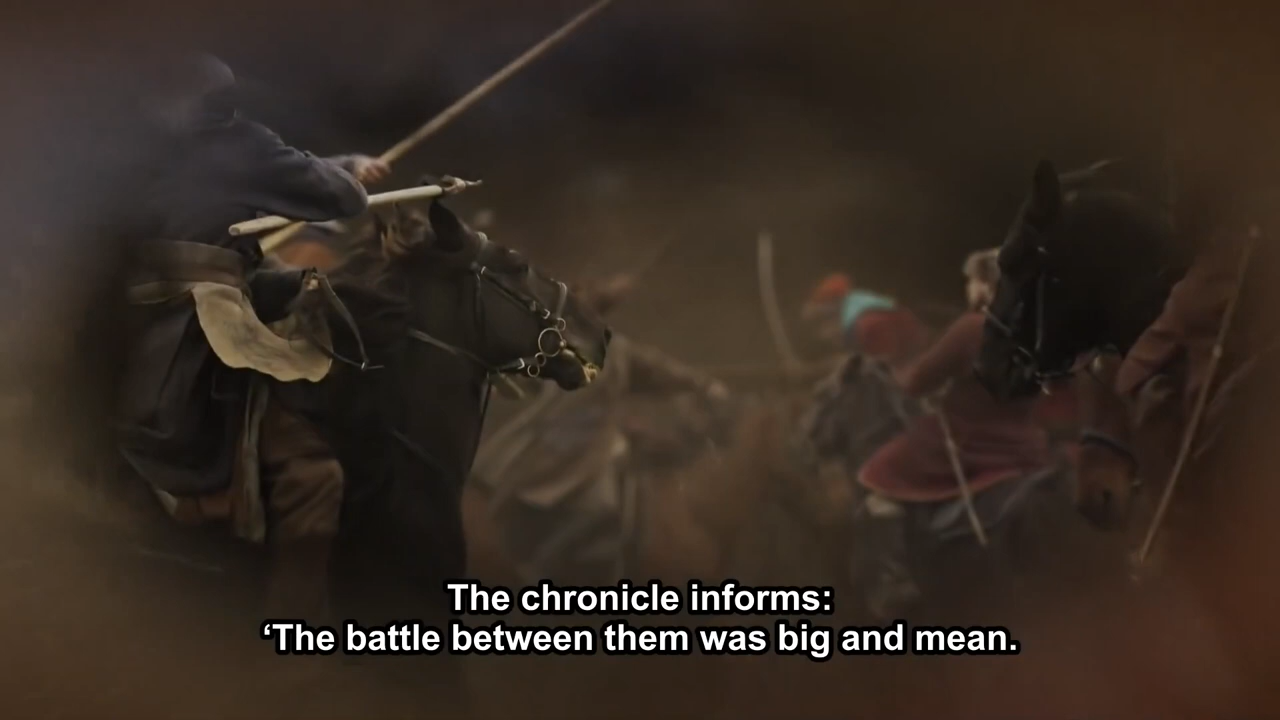 The chronicle informs:
‘The battle between them was big and mean.